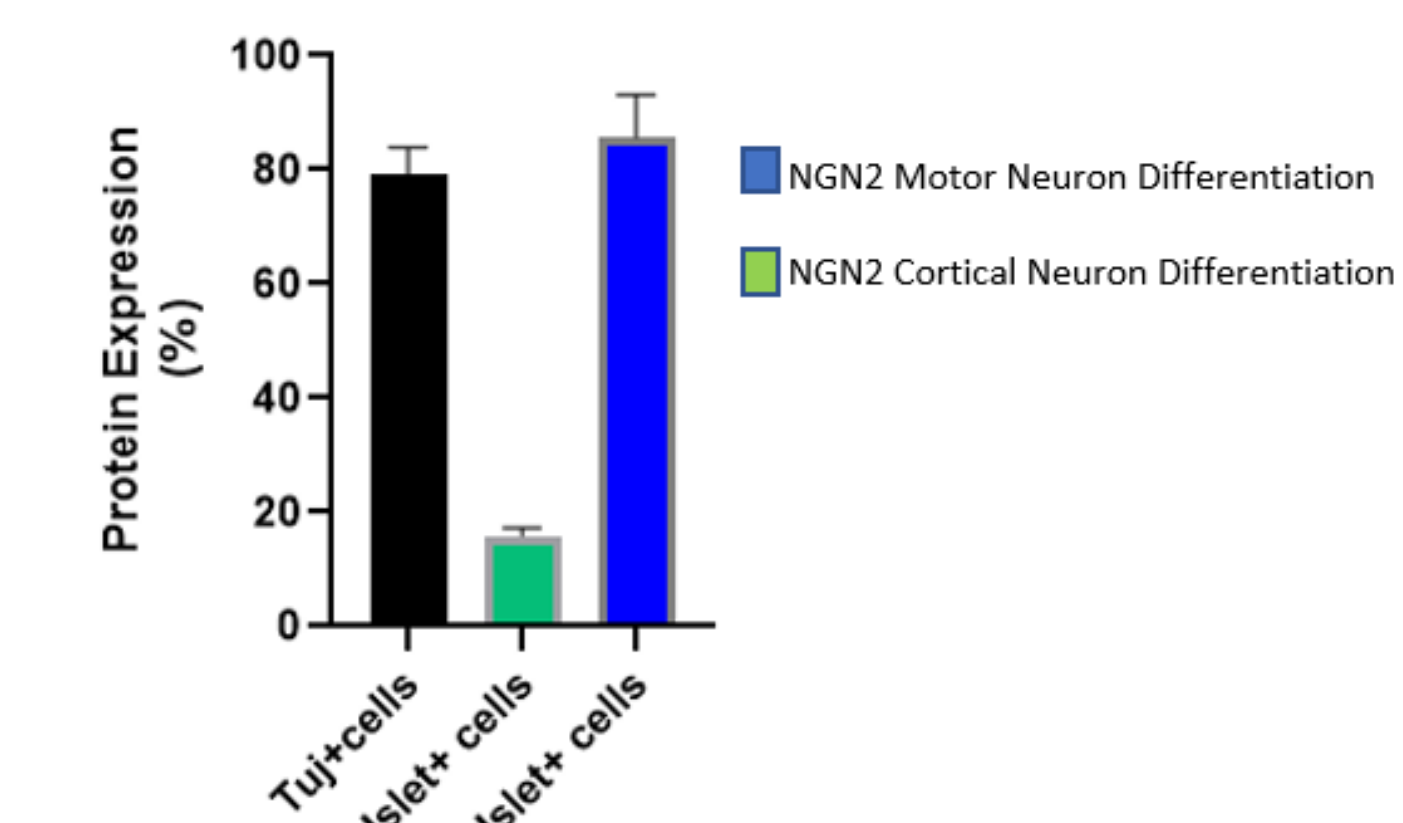 100
80
60
40
20
0
Protein Expression
(%)
Tuj+cells
Islet+ cells
Islet+ cells
NGN2 Motor Neuron Differentiation
NGN2 Cortical Neuron Differentiation